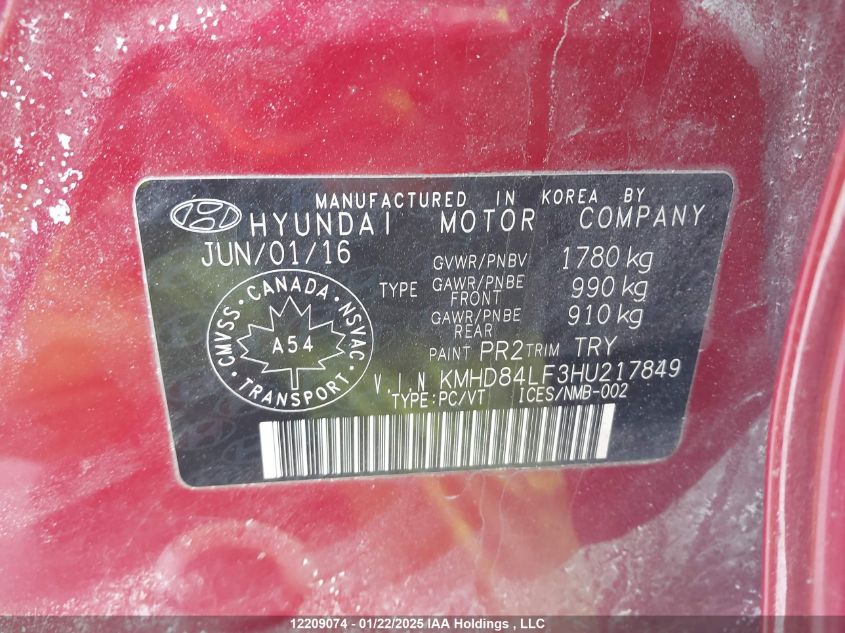 MANUFACTURED IN KOREA BY
HYUNDAI MOTOR COMPANY
JUN/01/16
GVWR/PNBV 1780 kg
TYPE GAWR/PNBE FRONT 990 kg
GAWR/PNBE REAR 910 kg
PAINT PR2 TRIM TRY
CMVSS • CANADA • NSVAC • TRANSPORT •
A54
V.I.N KMHD84LF3HU217849
TYPE:PC/VT ICES/NMB-002
12209074 - 01/22/2025 IAA Holdings , LLC